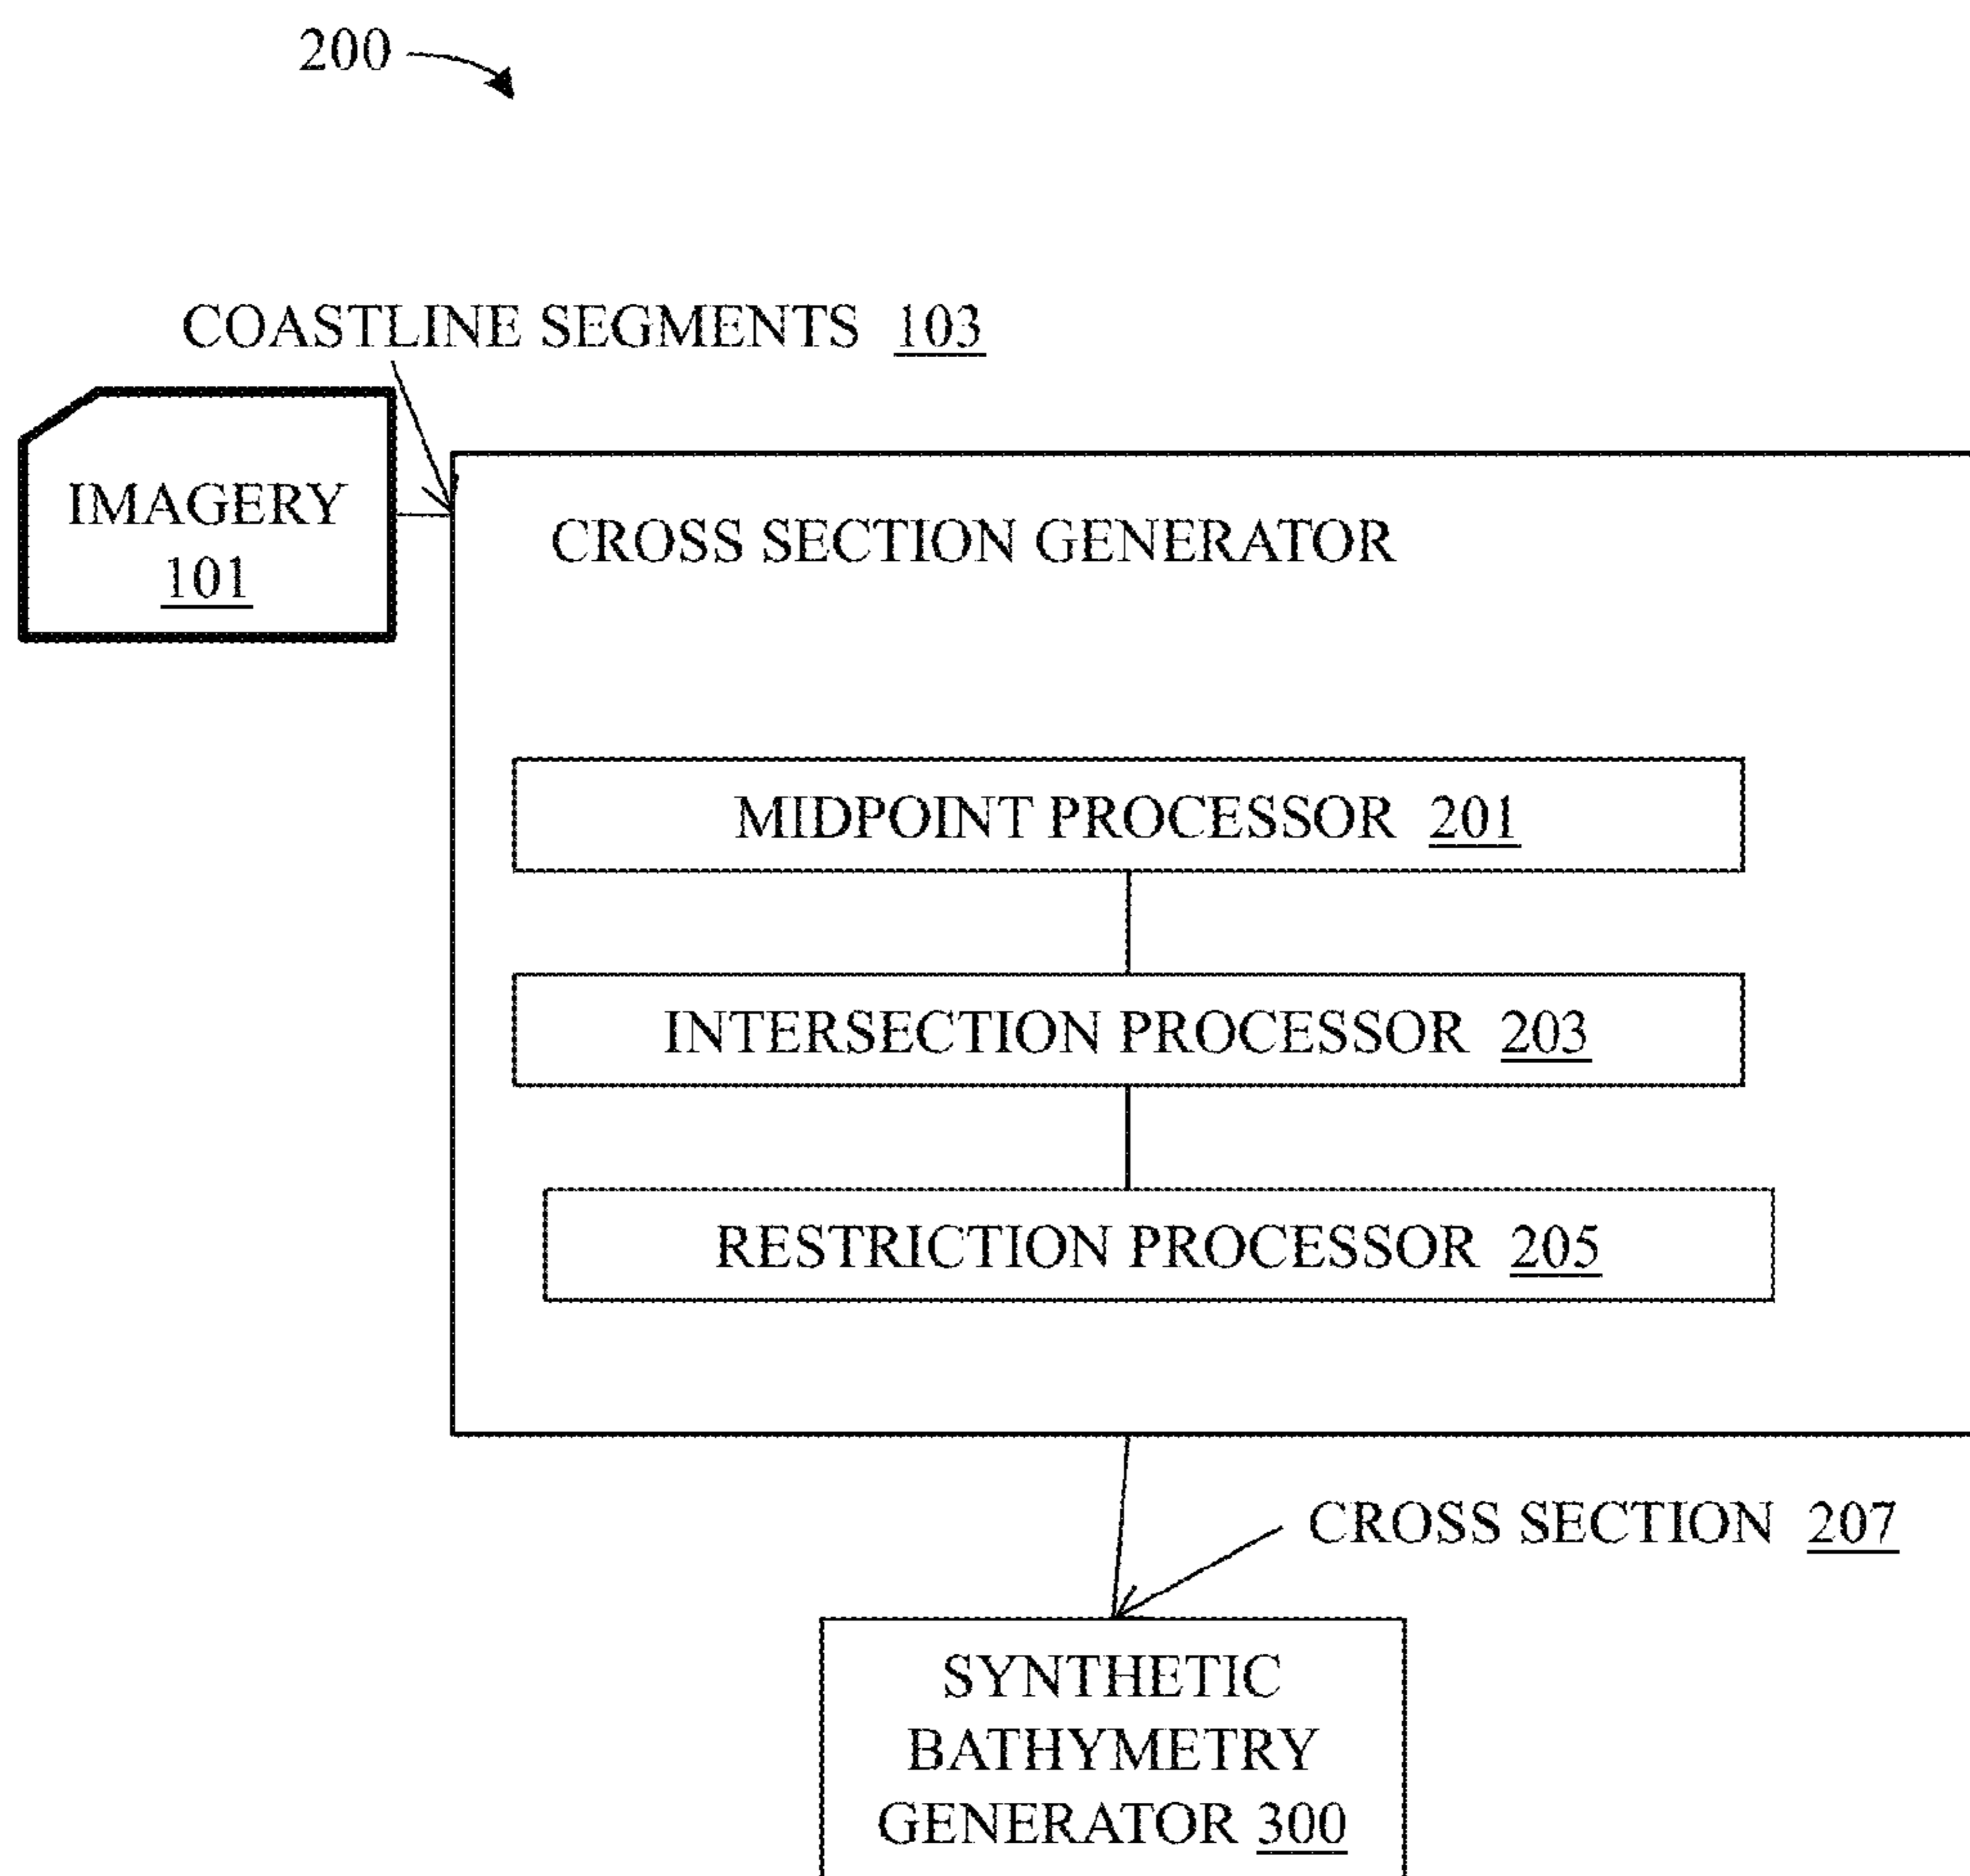 200
COASTLINE SEGMENTS 103
IMAGERY
101
CROSS SECTION GENERATOR
MIDPOINT PROCESSOR 201
INTERSECTION PROCESSOR 203
RESTRICTION PROCESSOR 205
CROSS SECTION 207
SYNTHETIC
BATHYMETRY
GENERATOR 300